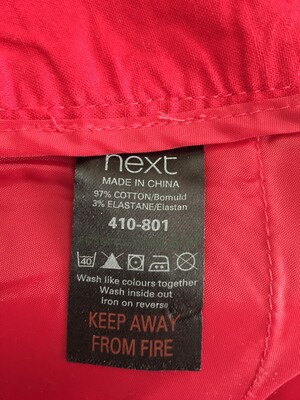 next
MADE IN CHINA
97% COTTON/Bomuld
3% ELASTANE/Elastan
410-801
40
Wash like colours together
Wash inside out
Iron on reverse
KEEP AWAY
FROM FIRE